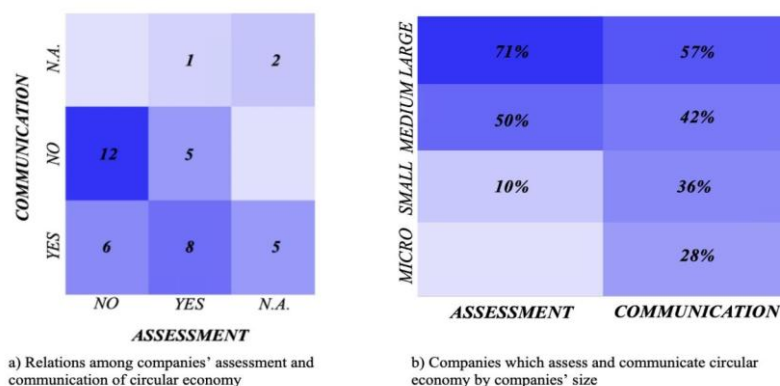 COMMUNICATION
N.A.
NO
YES
1 2
12 5
6 8 5
NO YES N.A.
ASSESSMENT
a) Relations among companies' assessment and
communication of circular economy
LARGE
MEDIUM
SMALL
MICRO
71% 57%
50% 42%
10% 36%
28%
ASSESSMENT COMMUNICATION
b) Companies which assess and communicate circular
economy by companies' size